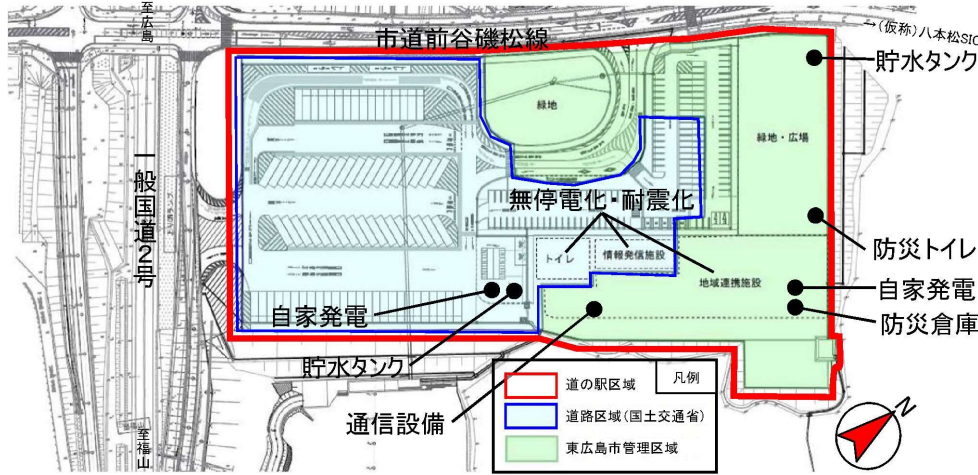 至広島
市道前谷磯松線
→(仮称)八本松SIC
貯水タンク
緑地
緑地・広場
一般国道2号
無停電化・耐震化
トイレ
情報発信施設
地域連携施設
防災トイレ
自家発電
防災倉庫
自家発電
貯水タンク
通信設備
凡例
道の駅区域
道路区域(国土交通省)
東広島市管理区域
至福山
N